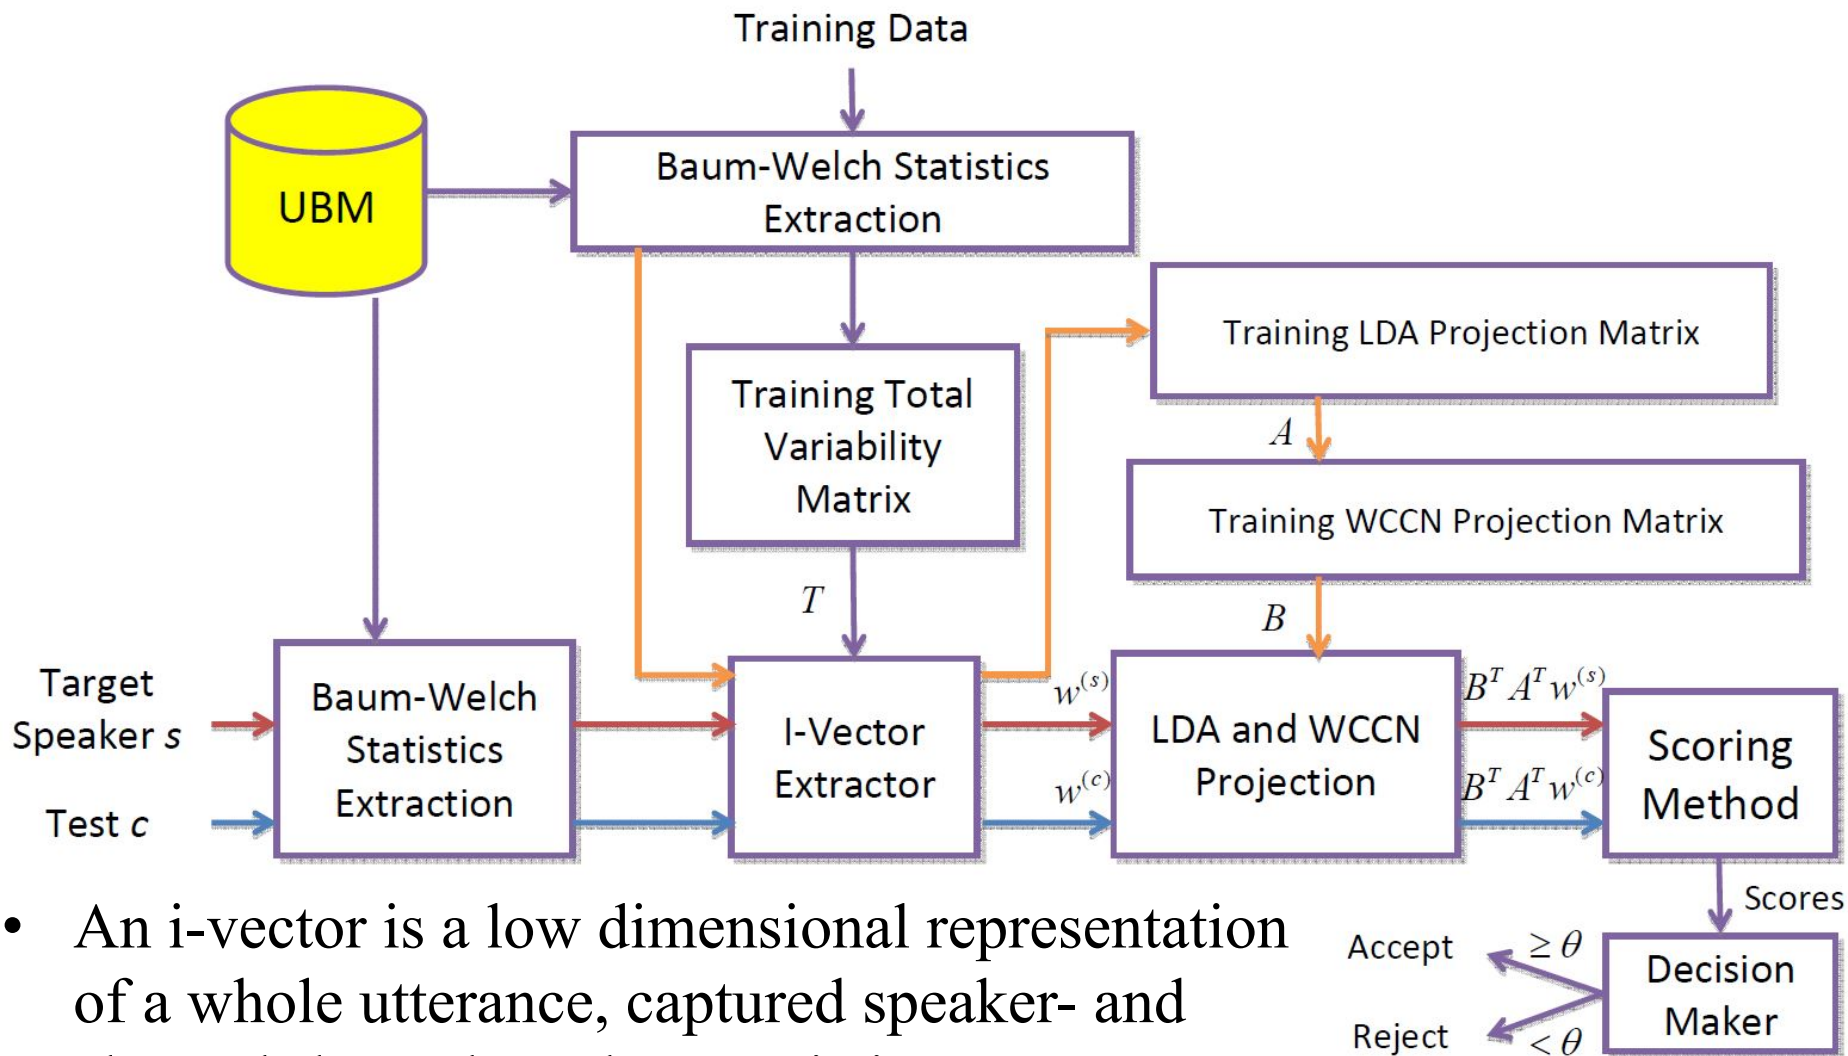 Training Data
UBM
Baum-Welch Statistics
Extraction
Training LDA Projection Matrix
Training Total
Variability
Matrix
A
Training WCCN Projection Matrix
T
B
Target
Speaker s
Test c
Baum-Welch
Statistics
Extraction
I-Vector
Extractor
w^(s)
w^(c)
LDA and WCCN
Projection
B^T A^T w^(s)
B^T A^T w^(c)
Scoring
Method
Scores
Decision
Maker
Accept
≥ θ
Reject
< θ
• An i-vector is a low dimensional representation
of a whole utterance, captured speaker- and